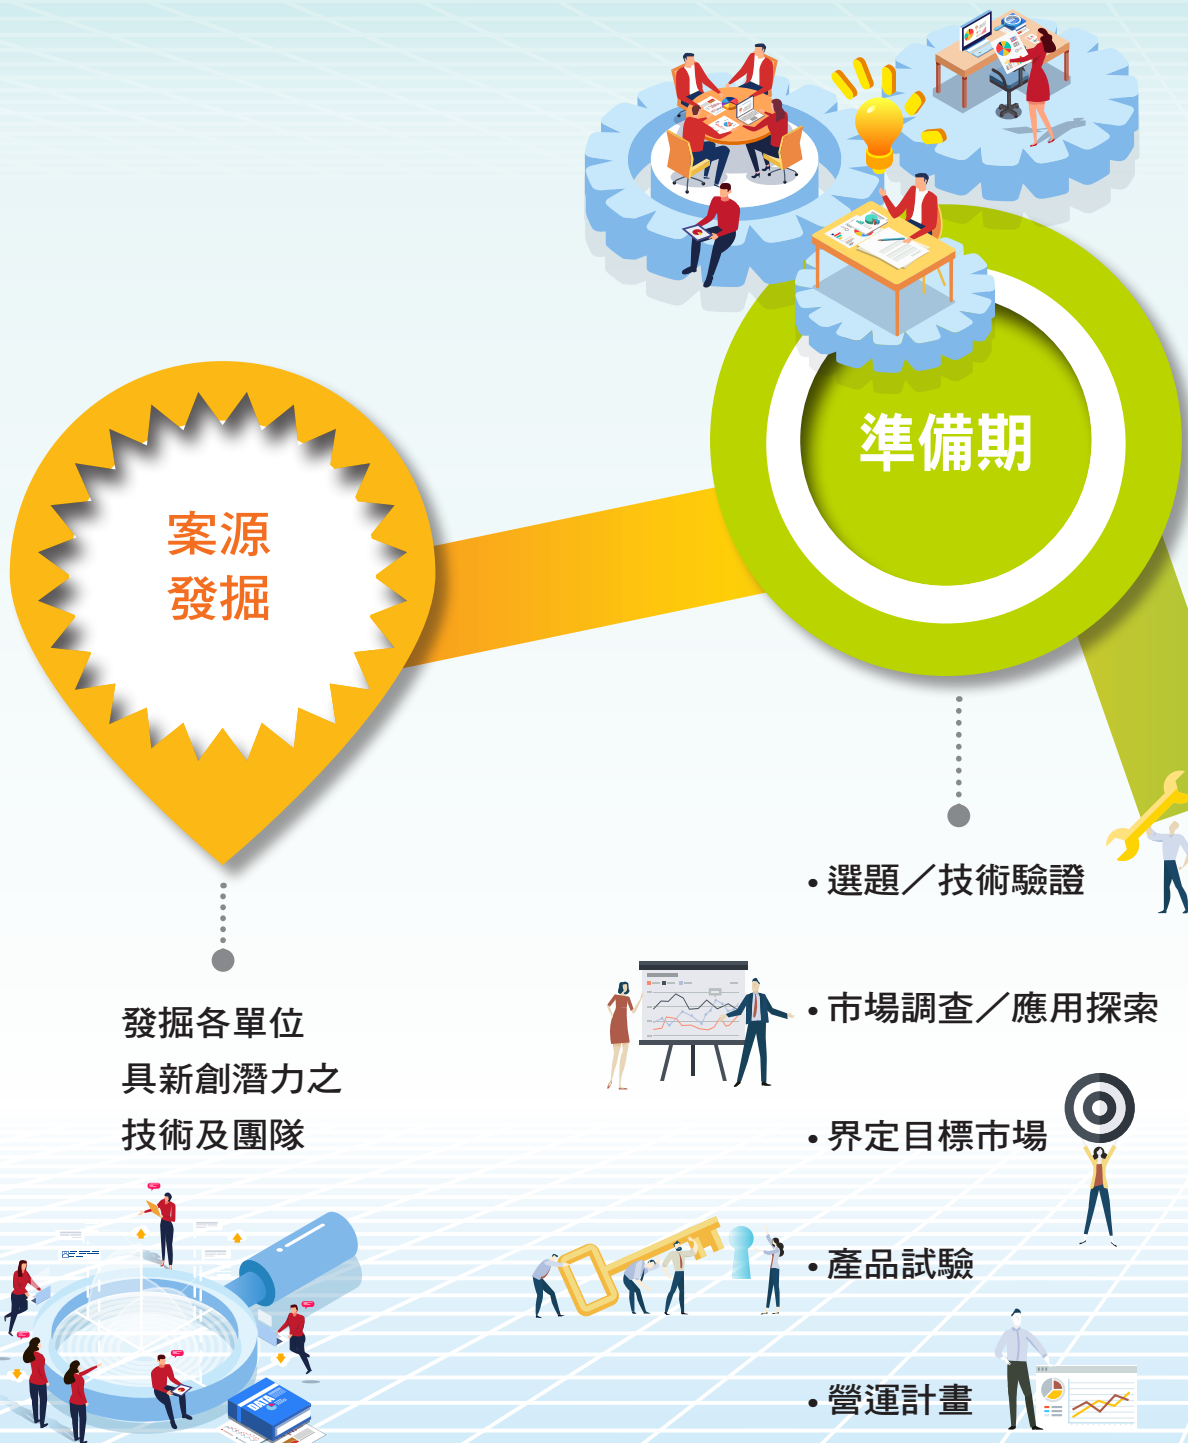 準備期
案源
發掘
發掘各單位
具新創潛力之
技術及團隊
• 選題／技術驗證
• 市場調查／應用探索
• 界定目標市場
• 產品試驗
• 營運計畫
DATA